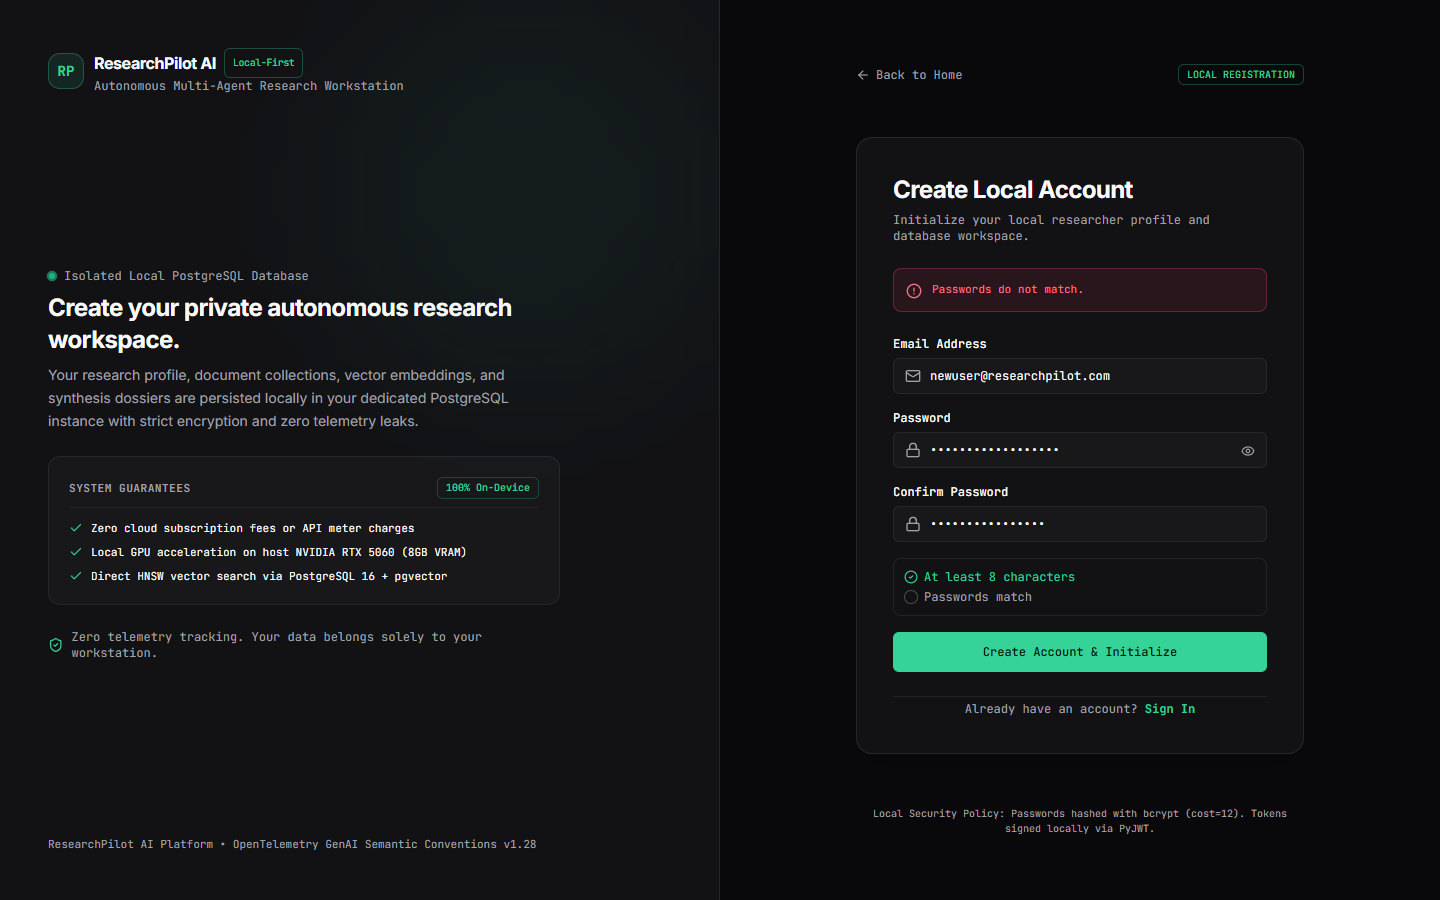 RP
ResearchPilot AI
Local-First
Autonomous Multi-Agent Research Workstation
Isolated Local PostgreSQL Database
Create your private autonomous research
workspace.
Your research profile, document collections, vector embeddings, and
synthesis dossiers are persisted locally in your dedicated PostgreSQL
instance with strict encryption and zero telemetry leaks.
SYSTEM GUARANTEES
100% On-Device
Zero cloud subscription fees or API meter charges
Local GPU acceleration on host NVIDIA RTX 5060 (8GB VRAM)
Direct HNSW vector search via PostgreSQL 16 + pgvector
Zero telemetry tracking. Your data belongs solely to your
workstation.
ResearchPilot AI Platform • OpenTelemetry GenAI Semantic Conventions v1.28
Back to Home
LOCAL REGISTRATION
Create Local Account
Initialize your local researcher profile and
database workspace.
Passwords do not match.
Email Address
newuser@researchpilot.com
Password
••••••••••••••••••
Confirm Password
••••••••••••••••
At least 8 characters
Passwords match
Create Account & Initialize
Already have an account? Sign In
Local Security Policy: Passwords hashed with bcrypt (cost=12). Tokens
signed locally via PyJWT.